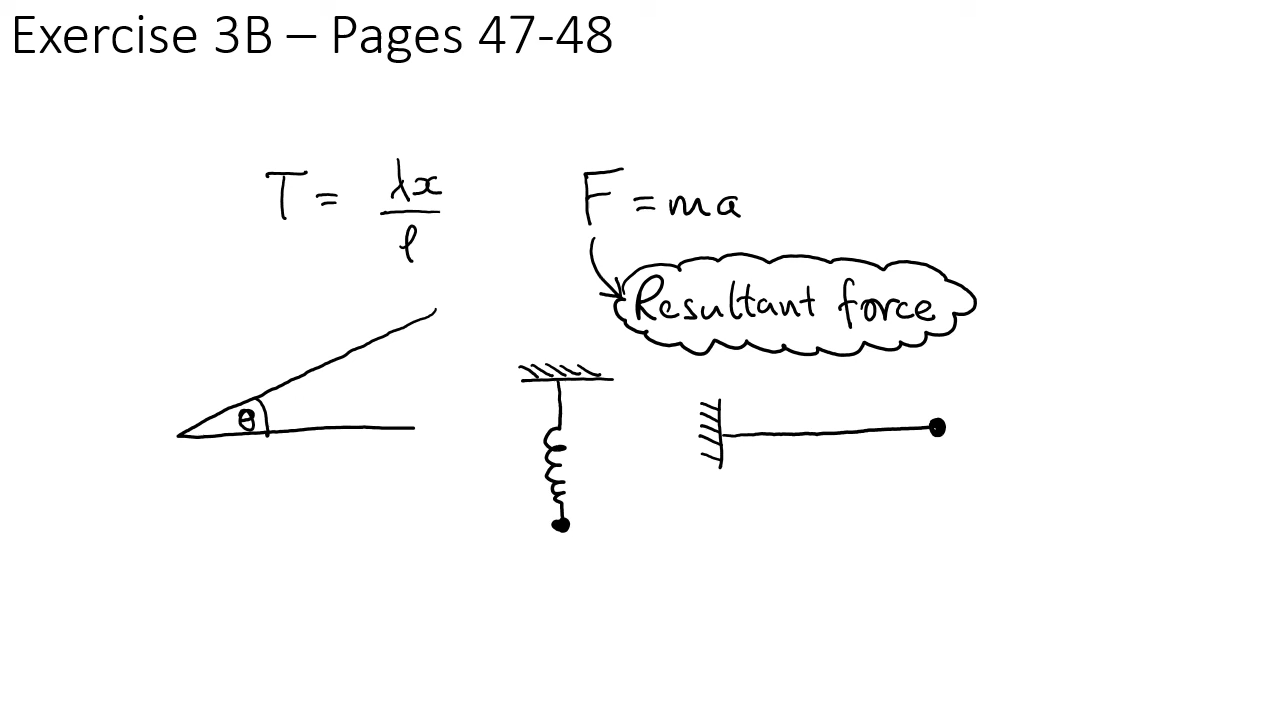 Exercise 3B – Pages 47-48
T = λx/l
F = ma
Resultant force
θ